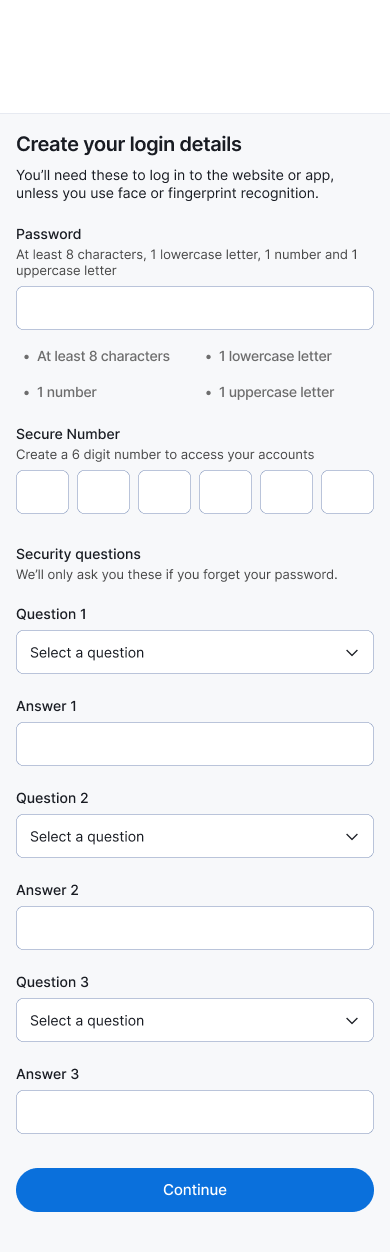 Create your login details
You’ll need these to log in to the website or app,
unless you use face or fingerprint recognition.
Password
At least 8 characters, 1 lowercase letter, 1 number and 1
uppercase letter
• At least 8 characters • 1 lowercase letter
• 1 number • 1 uppercase letter
Secure Number
Create a 6 digit number to access your accounts
Security questions
We’ll only ask you these if you forget your password.
Question 1
Select a question
Answer 1
Question 2
Select a question
Answer 2
Question 3
Select a question
Answer 3
Continue